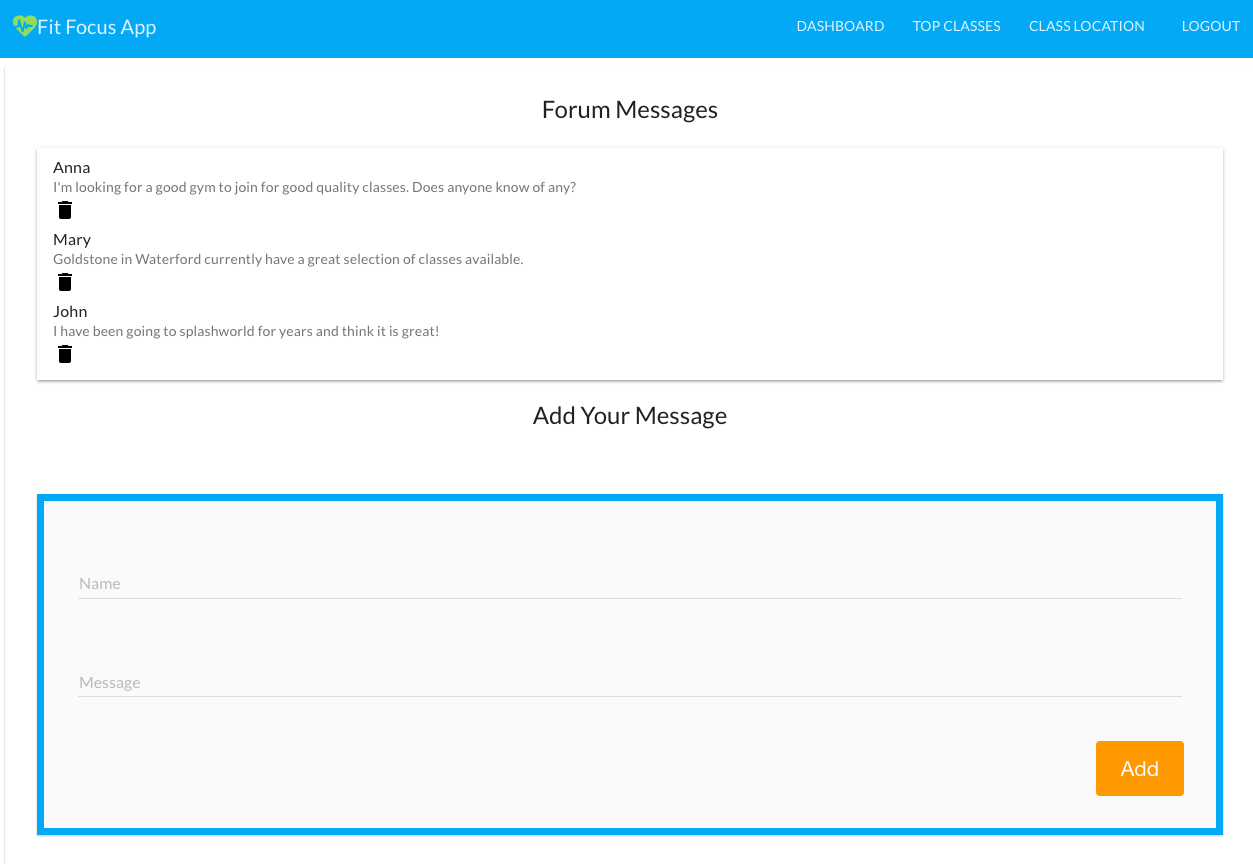 Fit Focus App
DASHBOARD
TOP CLASSES
CLASS LOCATION
LOGOUT
Forum Messages
Anna
I'm looking for a good gym to join for good quality classes. Does anyone know of any?
Mary
Goldstone in Waterford currently have a great selection of classes available.
John
I have been going to splashworld for years and think it is great!
Add Your Message
Name
Message
Add